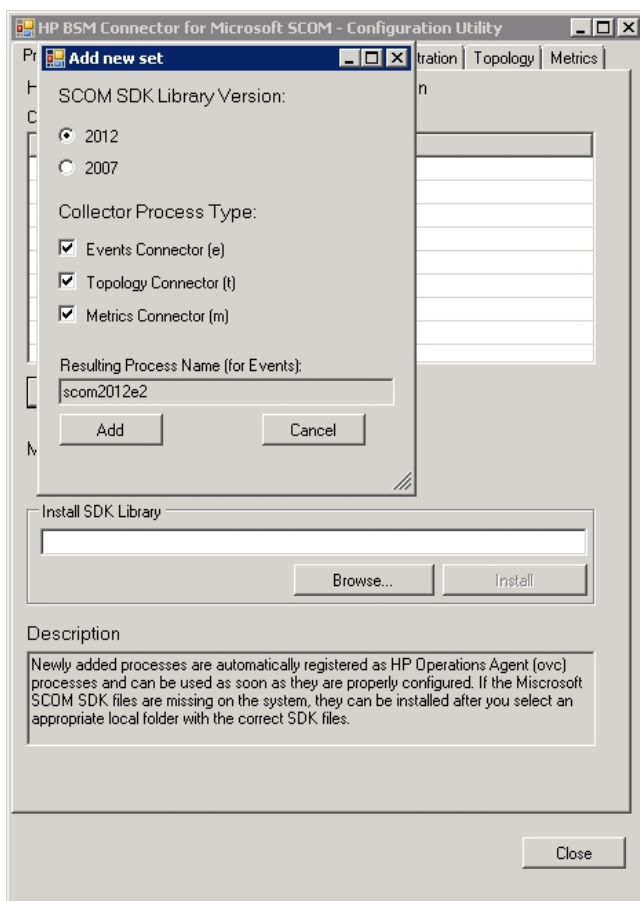 HP BSM Connector for Microsoft SCOM - Configuration Utility
Add new set
tration
Topology
Metrics
SCOM SDK Library Version:
2012
2007
Collector Process Type:
Events Connector (e)
Topology Connector (t)
Metrics Connector (m)
Resulting Process Name (for Events):
scom2012e2
Add
Cancel
Install SDK Library
Browse...
Install
Description
Newly added processes are automatically registered as HP Operations Agent (ovc)
processes and can be used as soon as they are properly configured. If the Miscrosoft
SCOM SDK files are missing on the system, they can be installed after you select an
appropriate local folder with the correct SDK files.
Close